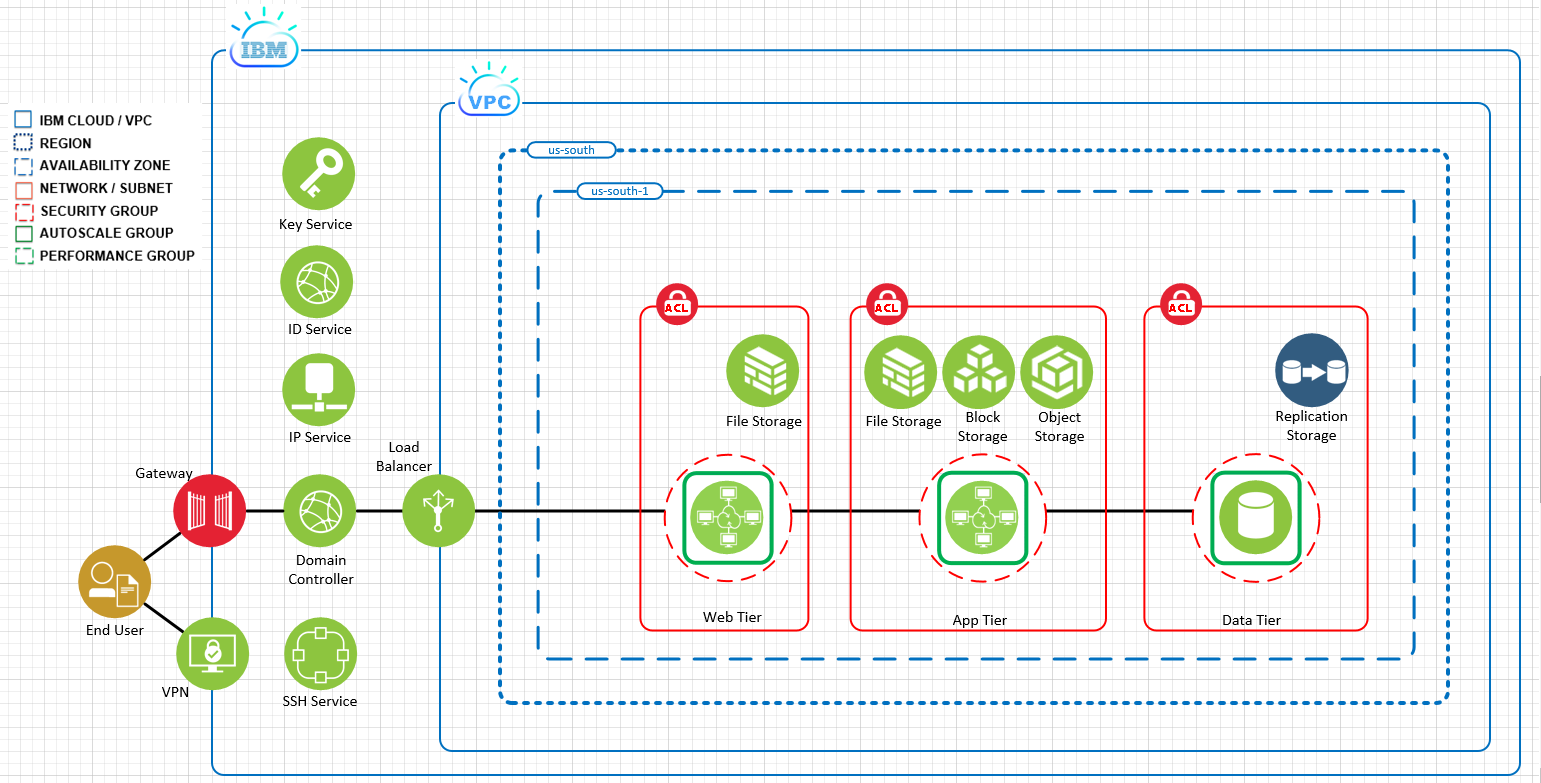 IBM
VPC
IBM CLOUD / VPC
REGION
AVAILABILITY ZONE
NETWORK / SUBNET
SECURITY GROUP
AUTOSCALE GROUP
PERFORMANCE GROUP
us-south
us-south-1
Key Service
ID Service
IP Service
Load
Balancer
Gateway
Domain
Controller
End User
VPN
SSH Service
ACL
File Storage
Web Tier
ACL
File Storage
Block
Storage
Object
Storage
App Tier
ACL
Replication
Storage
Data Tier